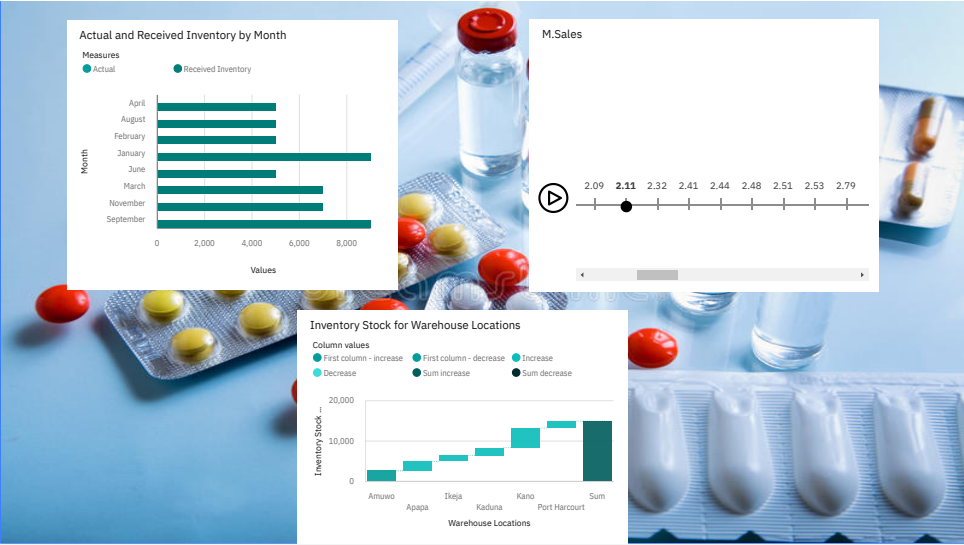 Actual and Received Inventory by Month
Measures
Actual
Received Inventory
Month
April
August
February
January
June
March
November
September
0
2,000
4,000
6,000
8,000
Values
M.Sales
2.09
2.11
2.32
2.41
2.44
2.48
2.51
2.53
2.79
Inventory Stock for Warehouse Locations
Column values
First column - increase
First column - decrease
Increase
Decrease
Sum increase
Sum decrease
Inventory Stock ...
20,000
10,000
0
Amuwo
Apapa
Ikeja
Kaduna
Kano
Port Harcourt
Sum
Warehouse Locations